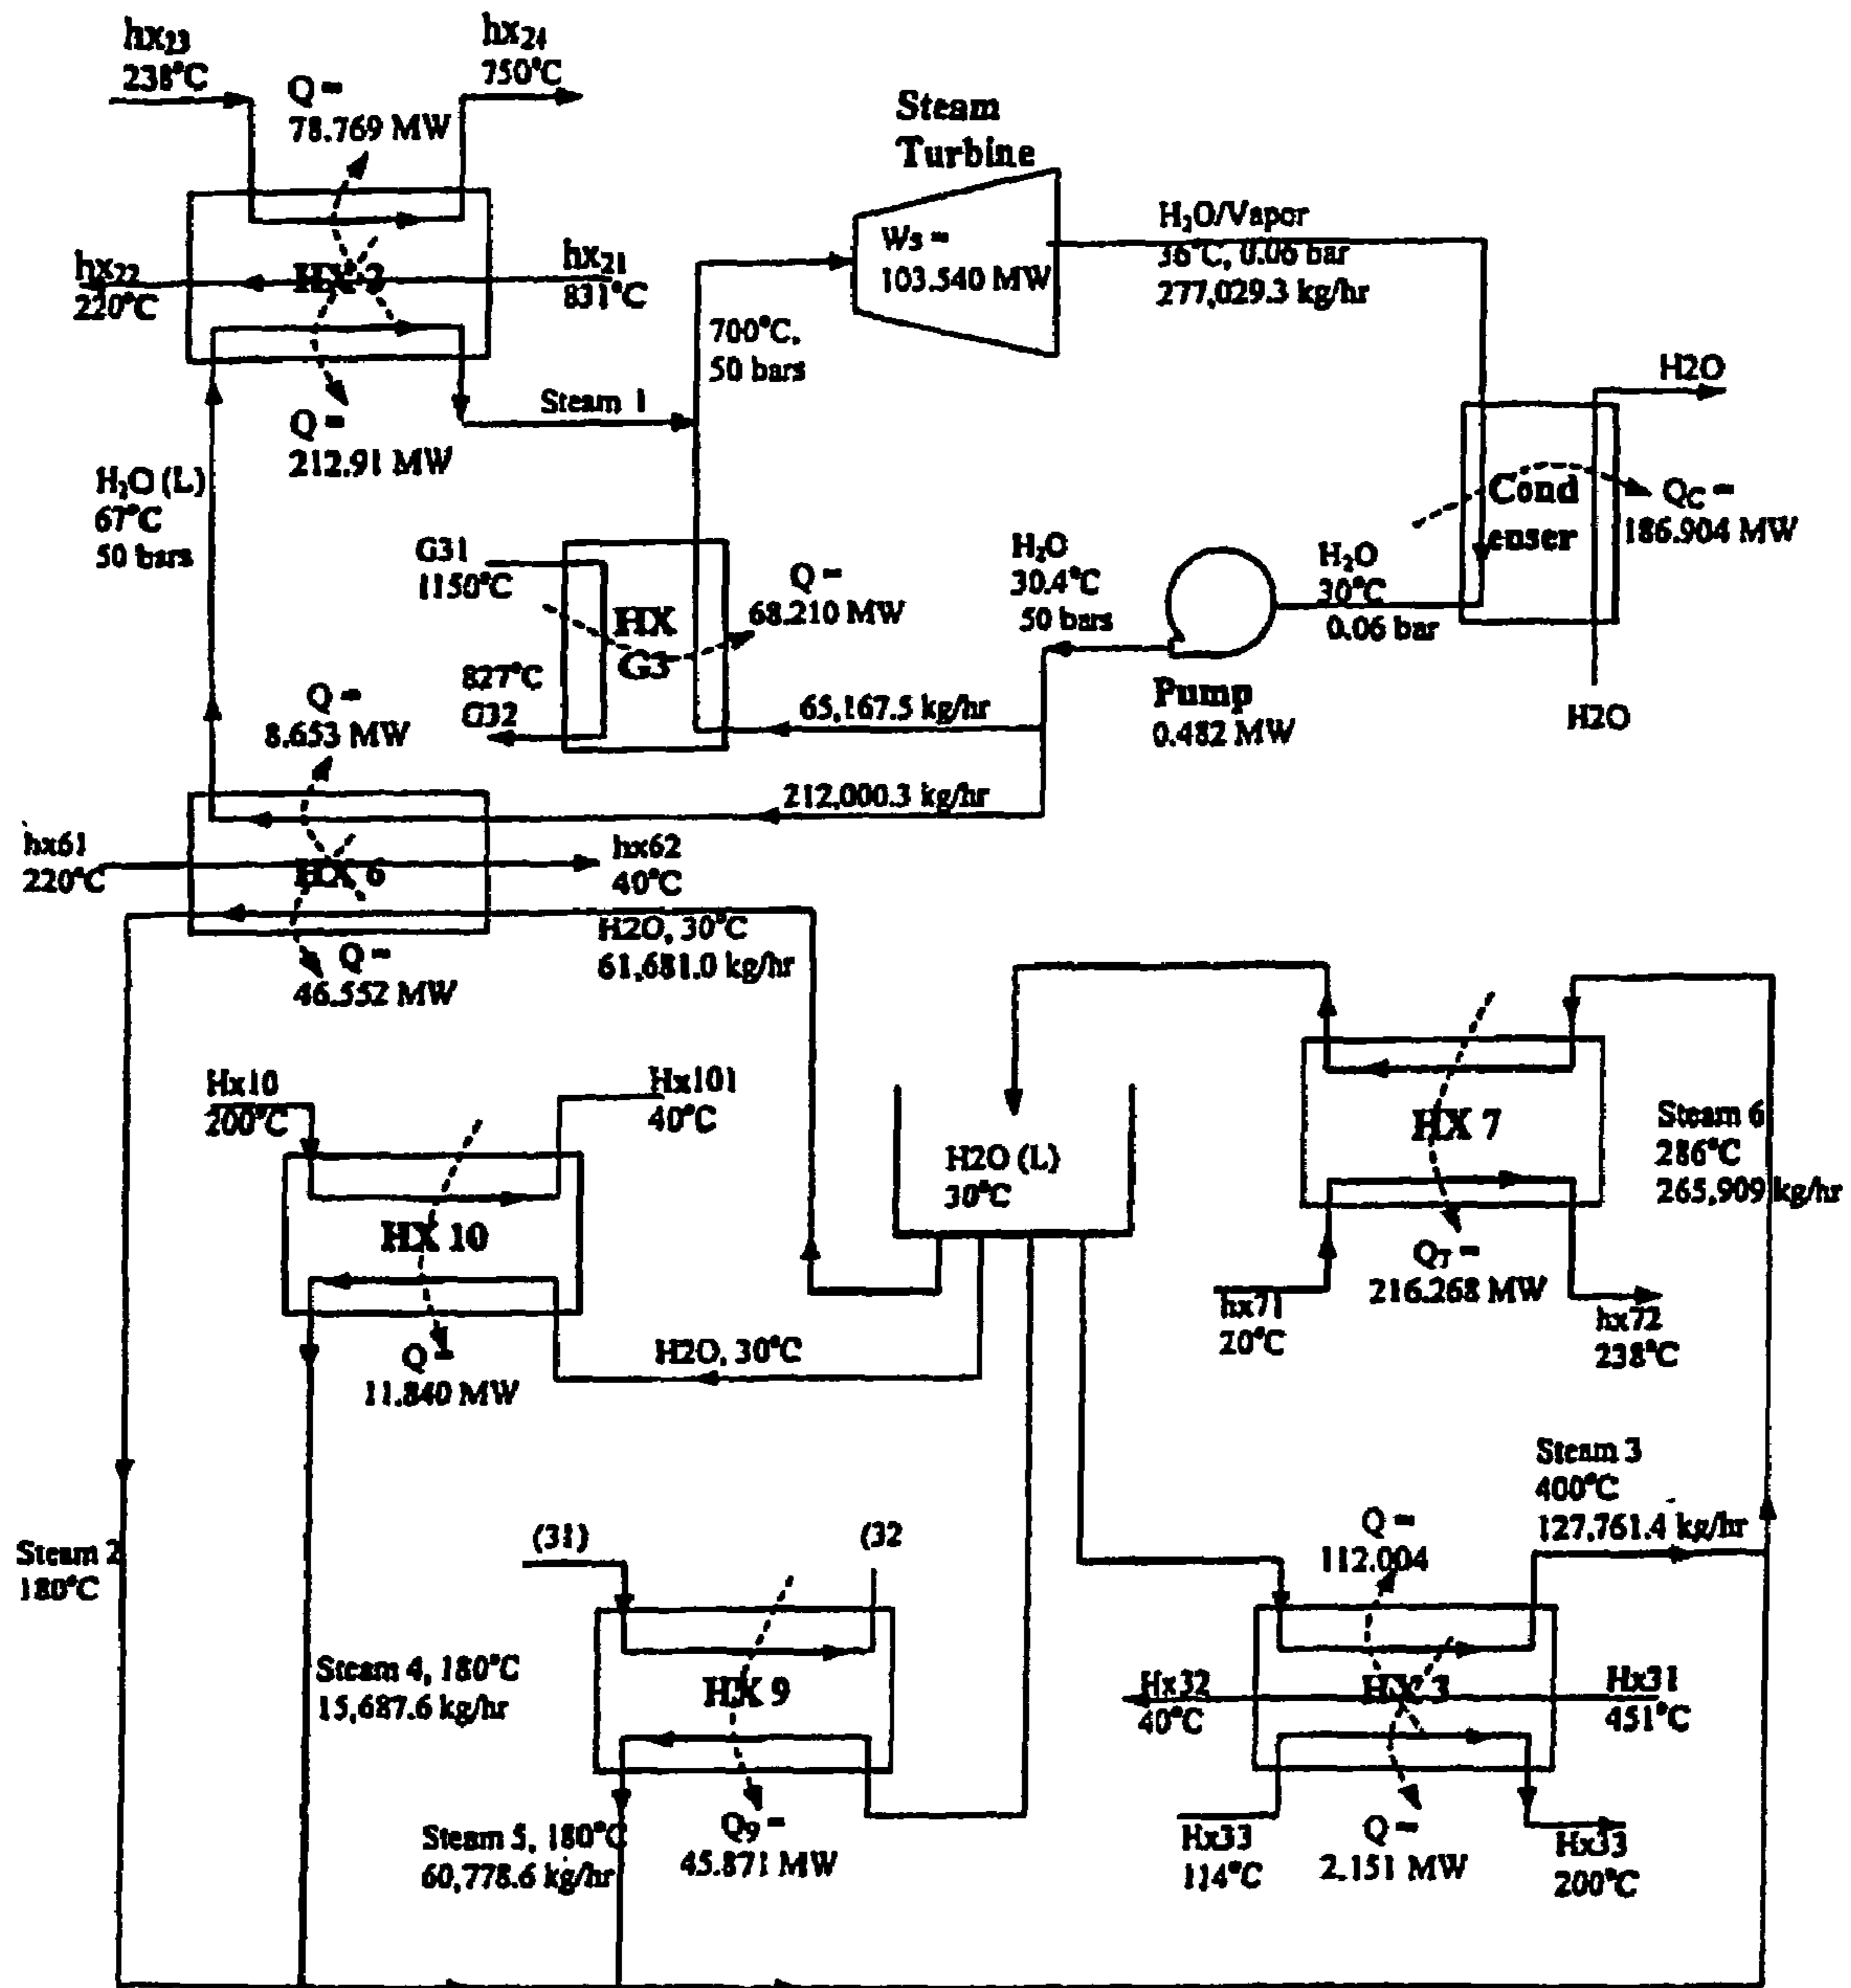 hx23
238°C
hx24
750°C
Q =
78.769 MW
Steam
Turbine
Ws =
103.540 MW
H2O/Vapor
36°C, 0.06 bar
277,029.3 kg/hr
hx22
220°C
hx21
831°C
700°C,
50 bars
H2O
Steam 1
Q =
212.91 MW
H2O (L)
67°C
50 bars
Cond
enser
QC =
186.904 MW
G31
1150°C
HX
G3
Q =
68.210 MW
H2O
30.4°C
50 bars
H2O
30°C
0.06 bar
827°C
G32
Pump
0.482 MW
H2O
65,167.5 kg/hr
Q =
8.653 MW
212,000.3 kg/hr
hx61
220°C
HX 6
hx62
40°C
H2O, 30°C
61,681.0 kg/hr
Q =
46.552 MW
Hx10
200°C
Hx101
40°C
HX 10
H2O (L)
30°C
HX 7
Steam 6
286°C
265,909 kg/hr
Q7 =
216.268 MW
hx71
20°C
hx72
238°C
Q =
11.840 MW
H2O, 30°C
Steam 3
400°C
127,761.4 kg/hr
Steam 2
180°C
(31)
(32
Q =
112.004
Steam 4, 180°C
15,687.6 kg/hr
HX 9
Hx32
40°C
HX 3
Hx31
451°C
Steam 5, 180°C
60,778.6 kg/hr
Q9 =
45.871 MW
Hx33
114°C
Q =
2.151 MW
Hx33
200°C